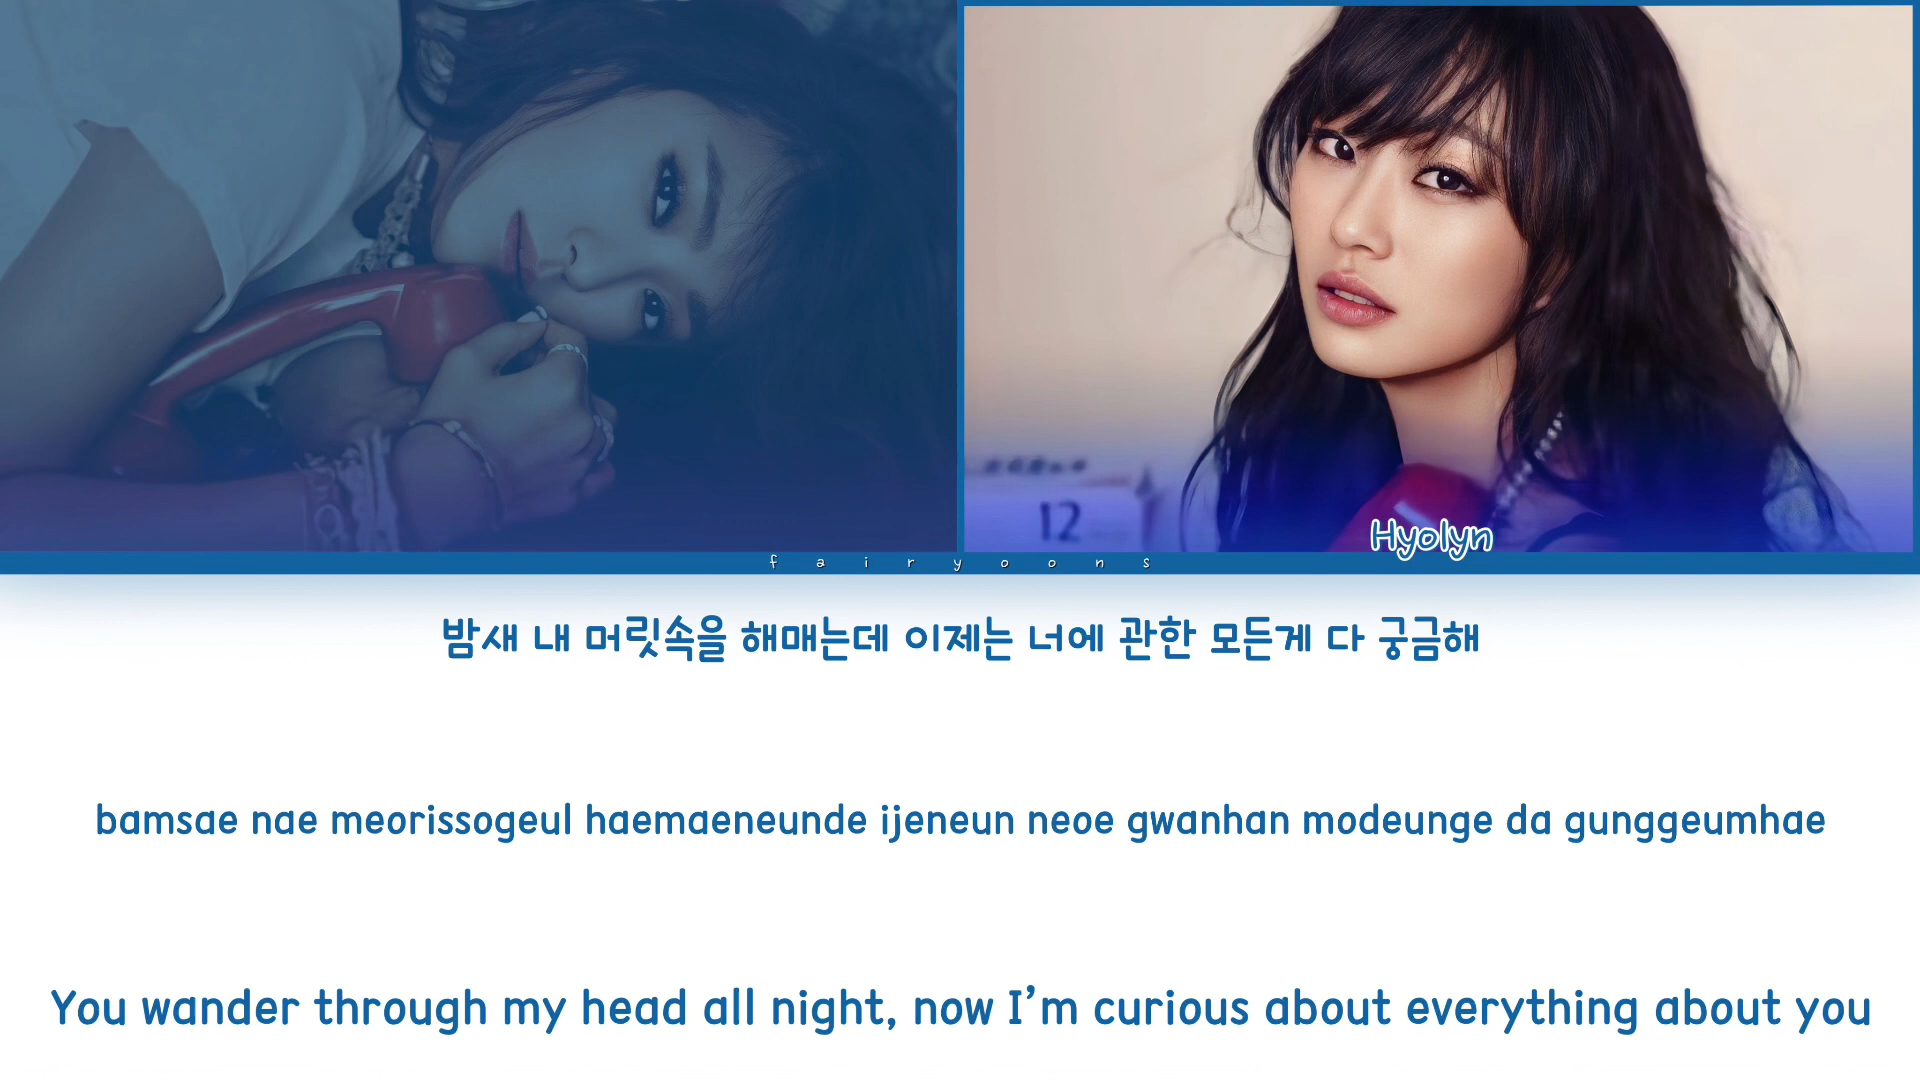 12
Hyolyn
fairyoons
밤새 내 머릿속을 해매는데 이제는 너에 관한 모든게 다 궁금해
bamsae nae meorissogeul haemaeneunde ijeneun neoe gwanhan modeunge da gunggeumhae
You wander through my head all night, now I'm curious about everything about you